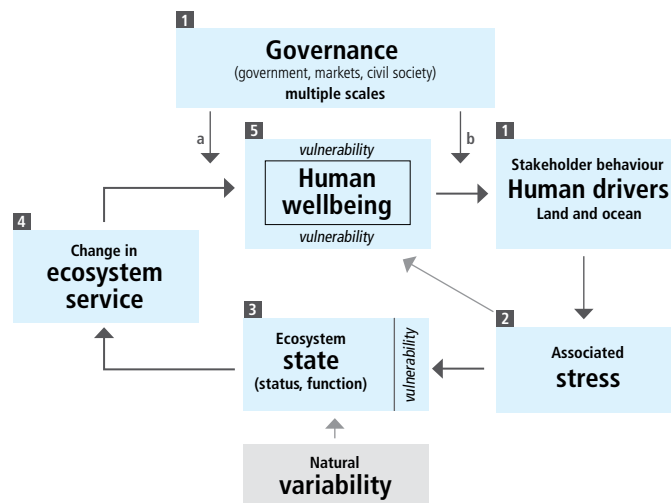 1
Governance
(government, markets, civil society)
multiple scales
a
b
5
vulnerability
Human
wellbeing
vulnerability
1
Stakeholder behaviour
Human drivers
Land and ocean
4
Change in
ecosystem
service
3
Ecosystem
state
(status, function)
vulnerability
2
Associated
stress
Natural
variability